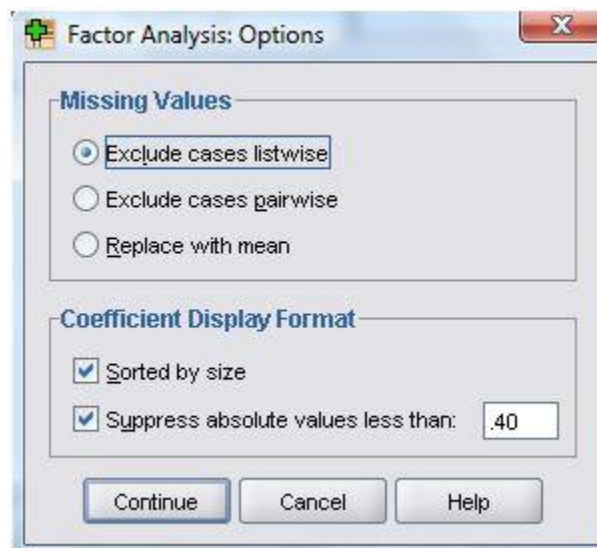 Factor Analysis: Options
Missing Values
Exclude cases listwise
Exclude cases pairwise
Replace with mean
Coefficient Display Format
Sorted by size
Suppress absolute values less than: .40
Continue Cancel Help